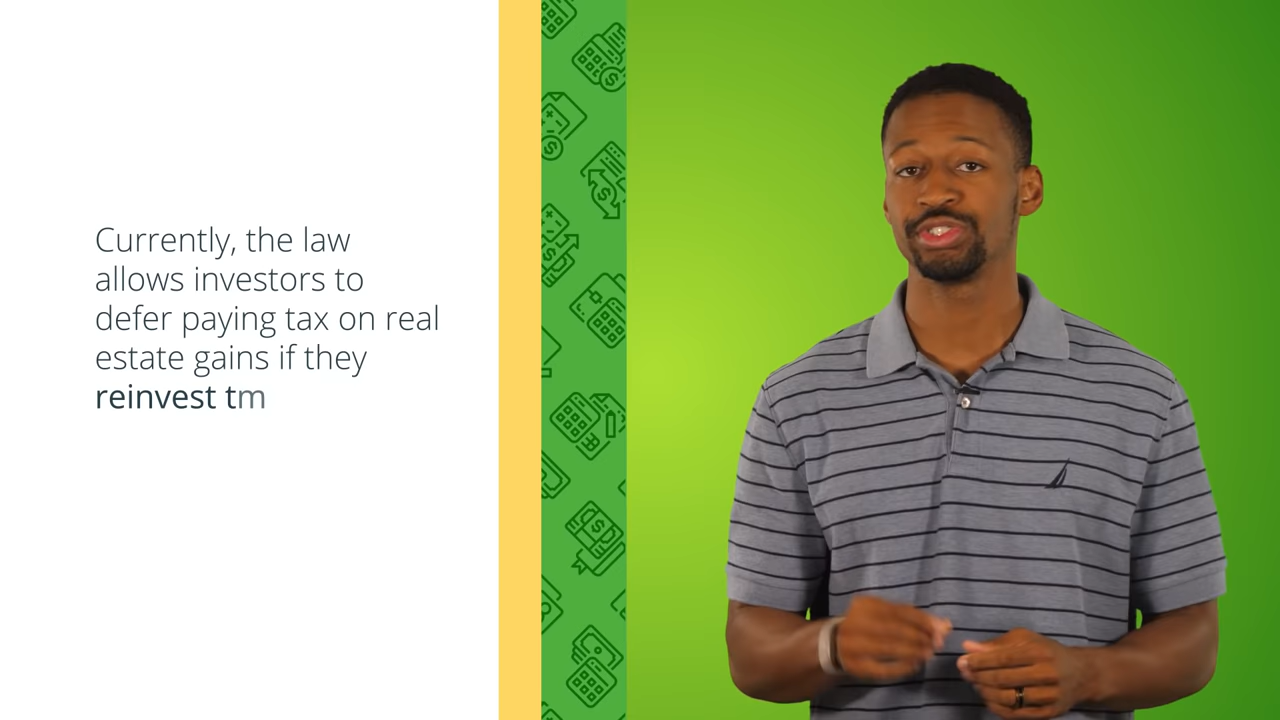 Currently, the law
allows investors to
defer paying tax on real
estate gains if they
reinvest tm